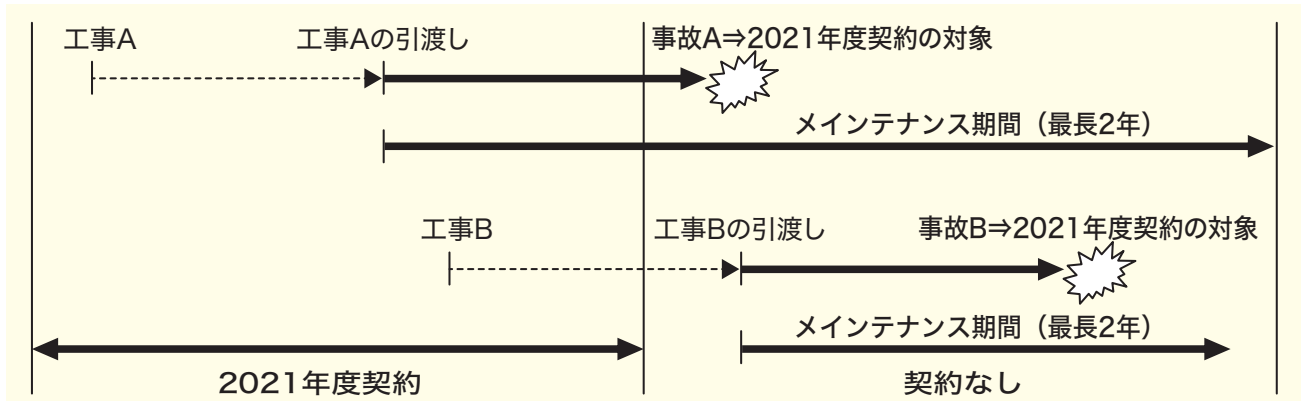 工事A 工事Aの引渡し 事故A⇒2021年度契約の対象
メインテナンス期間（最長2年）
工事B 工事Bの引渡し 事故B⇒2021年度契約の対象
メインテナンス期間（最長2年）
2021年度契約 契約なし